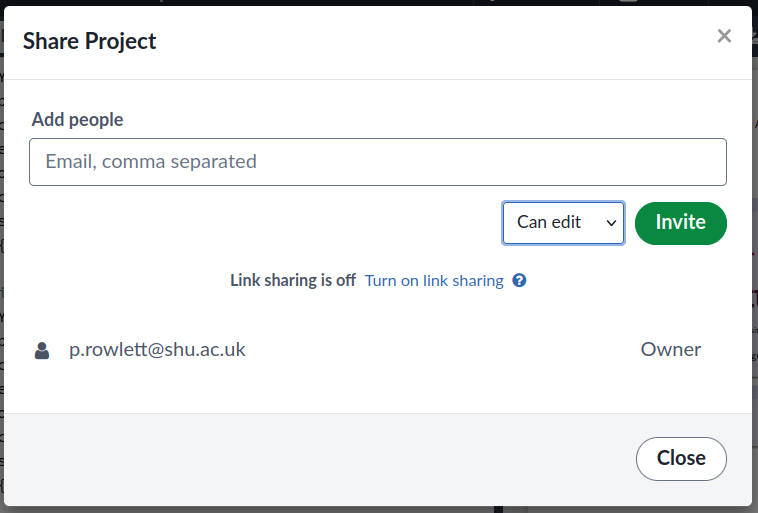 Share Project
×
Add people
Email, comma separated
Can edit
Invite
Link sharing is off Turn on link sharing ?
p.rowlett@shu.ac.uk
Owner
Close